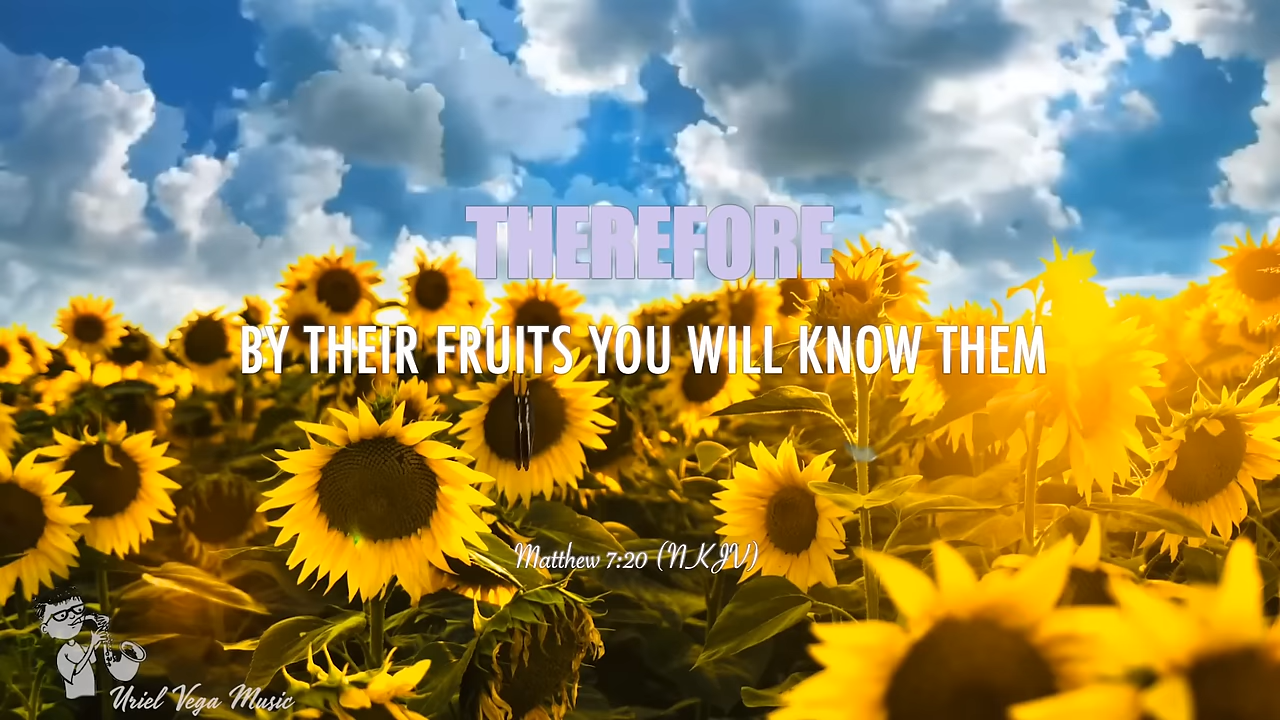 THEREFORE
BY THEIR FRUITS YOU WILL KNOW THEM
Matthew 7:20 (NKJV)
Uriel Vega Music